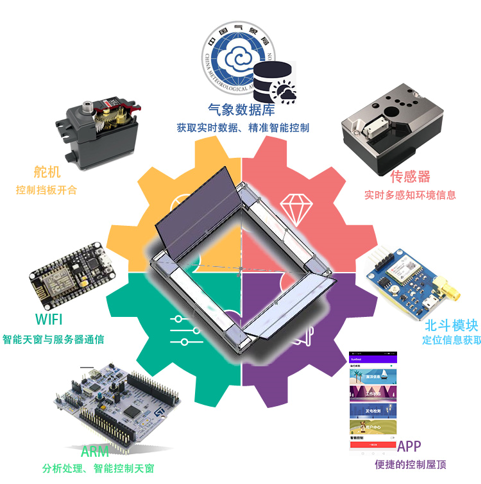 中国气象局
CHINA METEOROLOGICAL
气象数据库
获取实时数据、精准智能控制
舵机
控制挡板开合
传感器
实时多感知环境信息
WIFI
智能天窗与服务器通信
北斗模块
定位信息获取
ARM
分析处理、智能控制天窗
APP
便捷的控制屋顶